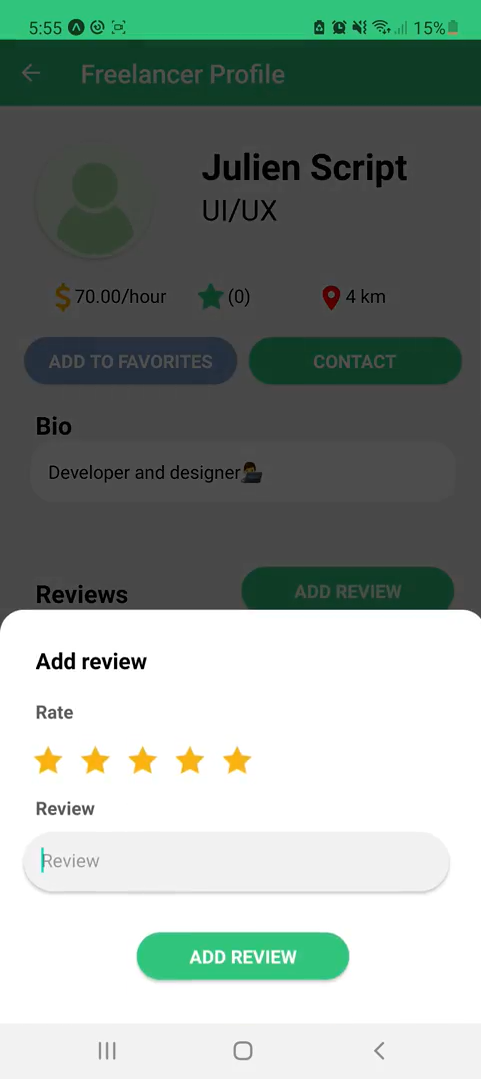 5:55 15%
Freelancer Profile
Julien Script
UI/UX
$70.00/hour (0) 4 km
ADD TO FAVORITES CONTACT
Bio
Developer and designer👨‍💻
Reviews ADD REVIEW
Add review
Rate
Review
Review
ADD REVIEW